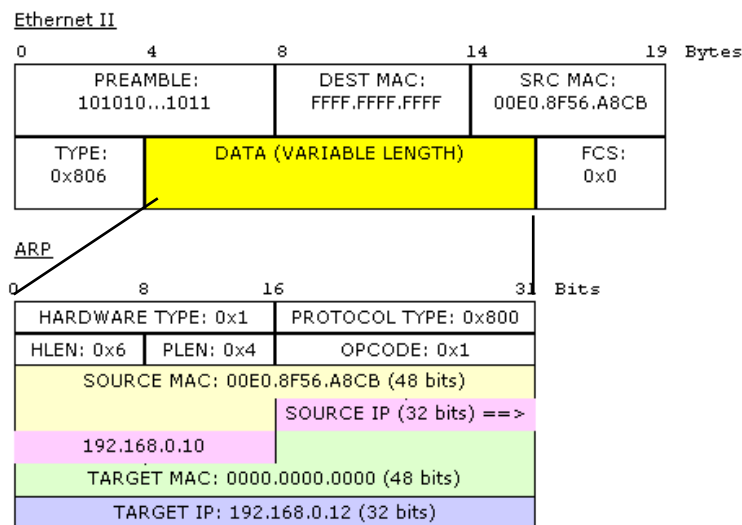 Ethernet II
0 4 8 14 19 Bytes
PREAMBLE: DEST MAC: SRC MAC:
101010...1011 FFFF.FFFF.FFFF 00E0.8F56.A8CB
TYPE: DATA (VARIABLE LENGTH) FCS:
0x806 0x0
ARP
0 8 16 31 Bits
HARDWARE TYPE: 0x1 PROTOCOL TYPE: 0x800
HLEN: 0x6 PLEN: 0x4 OPCODE: 0x1
SOURCE MAC: 00E0.8F56.A8CB (48 bits)
SOURCE IP (32 bits) ==>
192.168.0.10
TARGET MAC: 0000.0000.0000 (48 bits)
TARGET IP: 192.168.0.12 (32 bits)